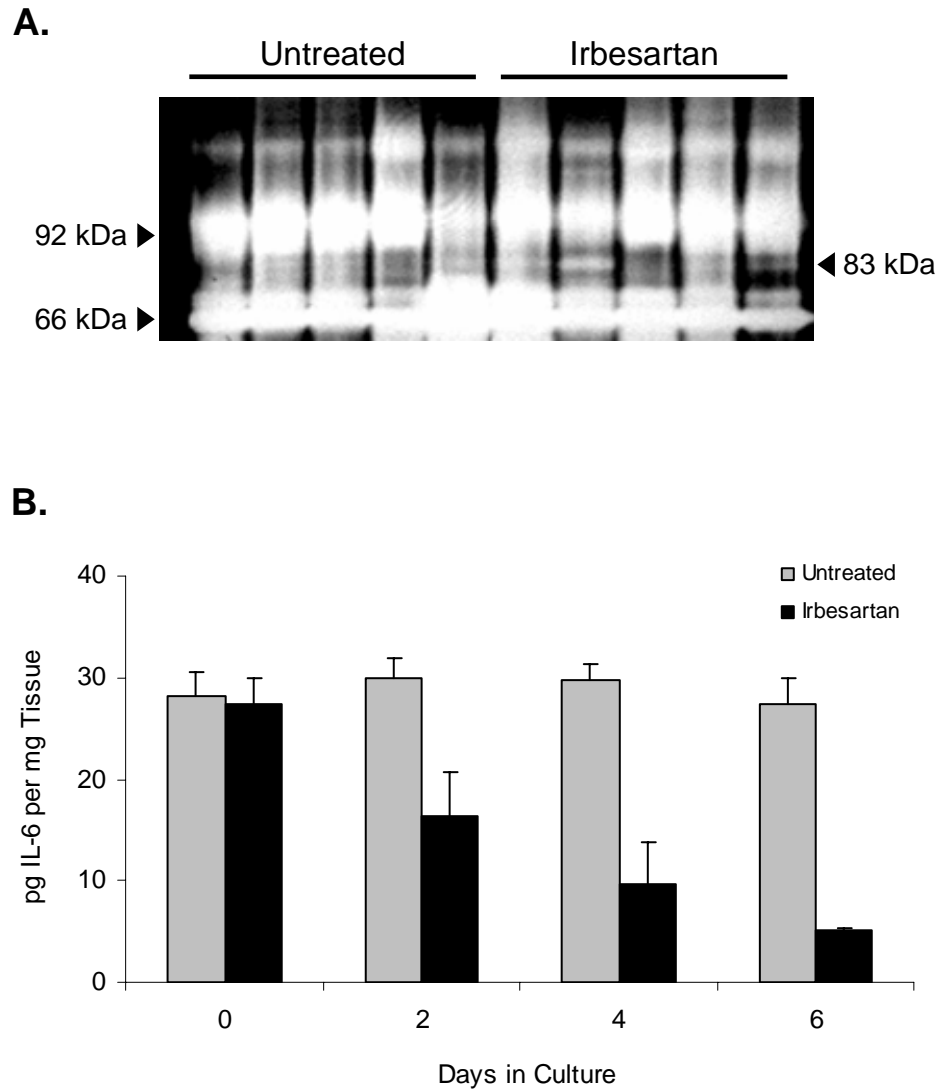 A.
Untreated Irbesartan
92 kDa
83 kDa
66 kDa
B.
40
30
20
10
0
pg IL-6 per mg Tissue
Untreated
Irbesartan
0 2 4 6
Days in Culture